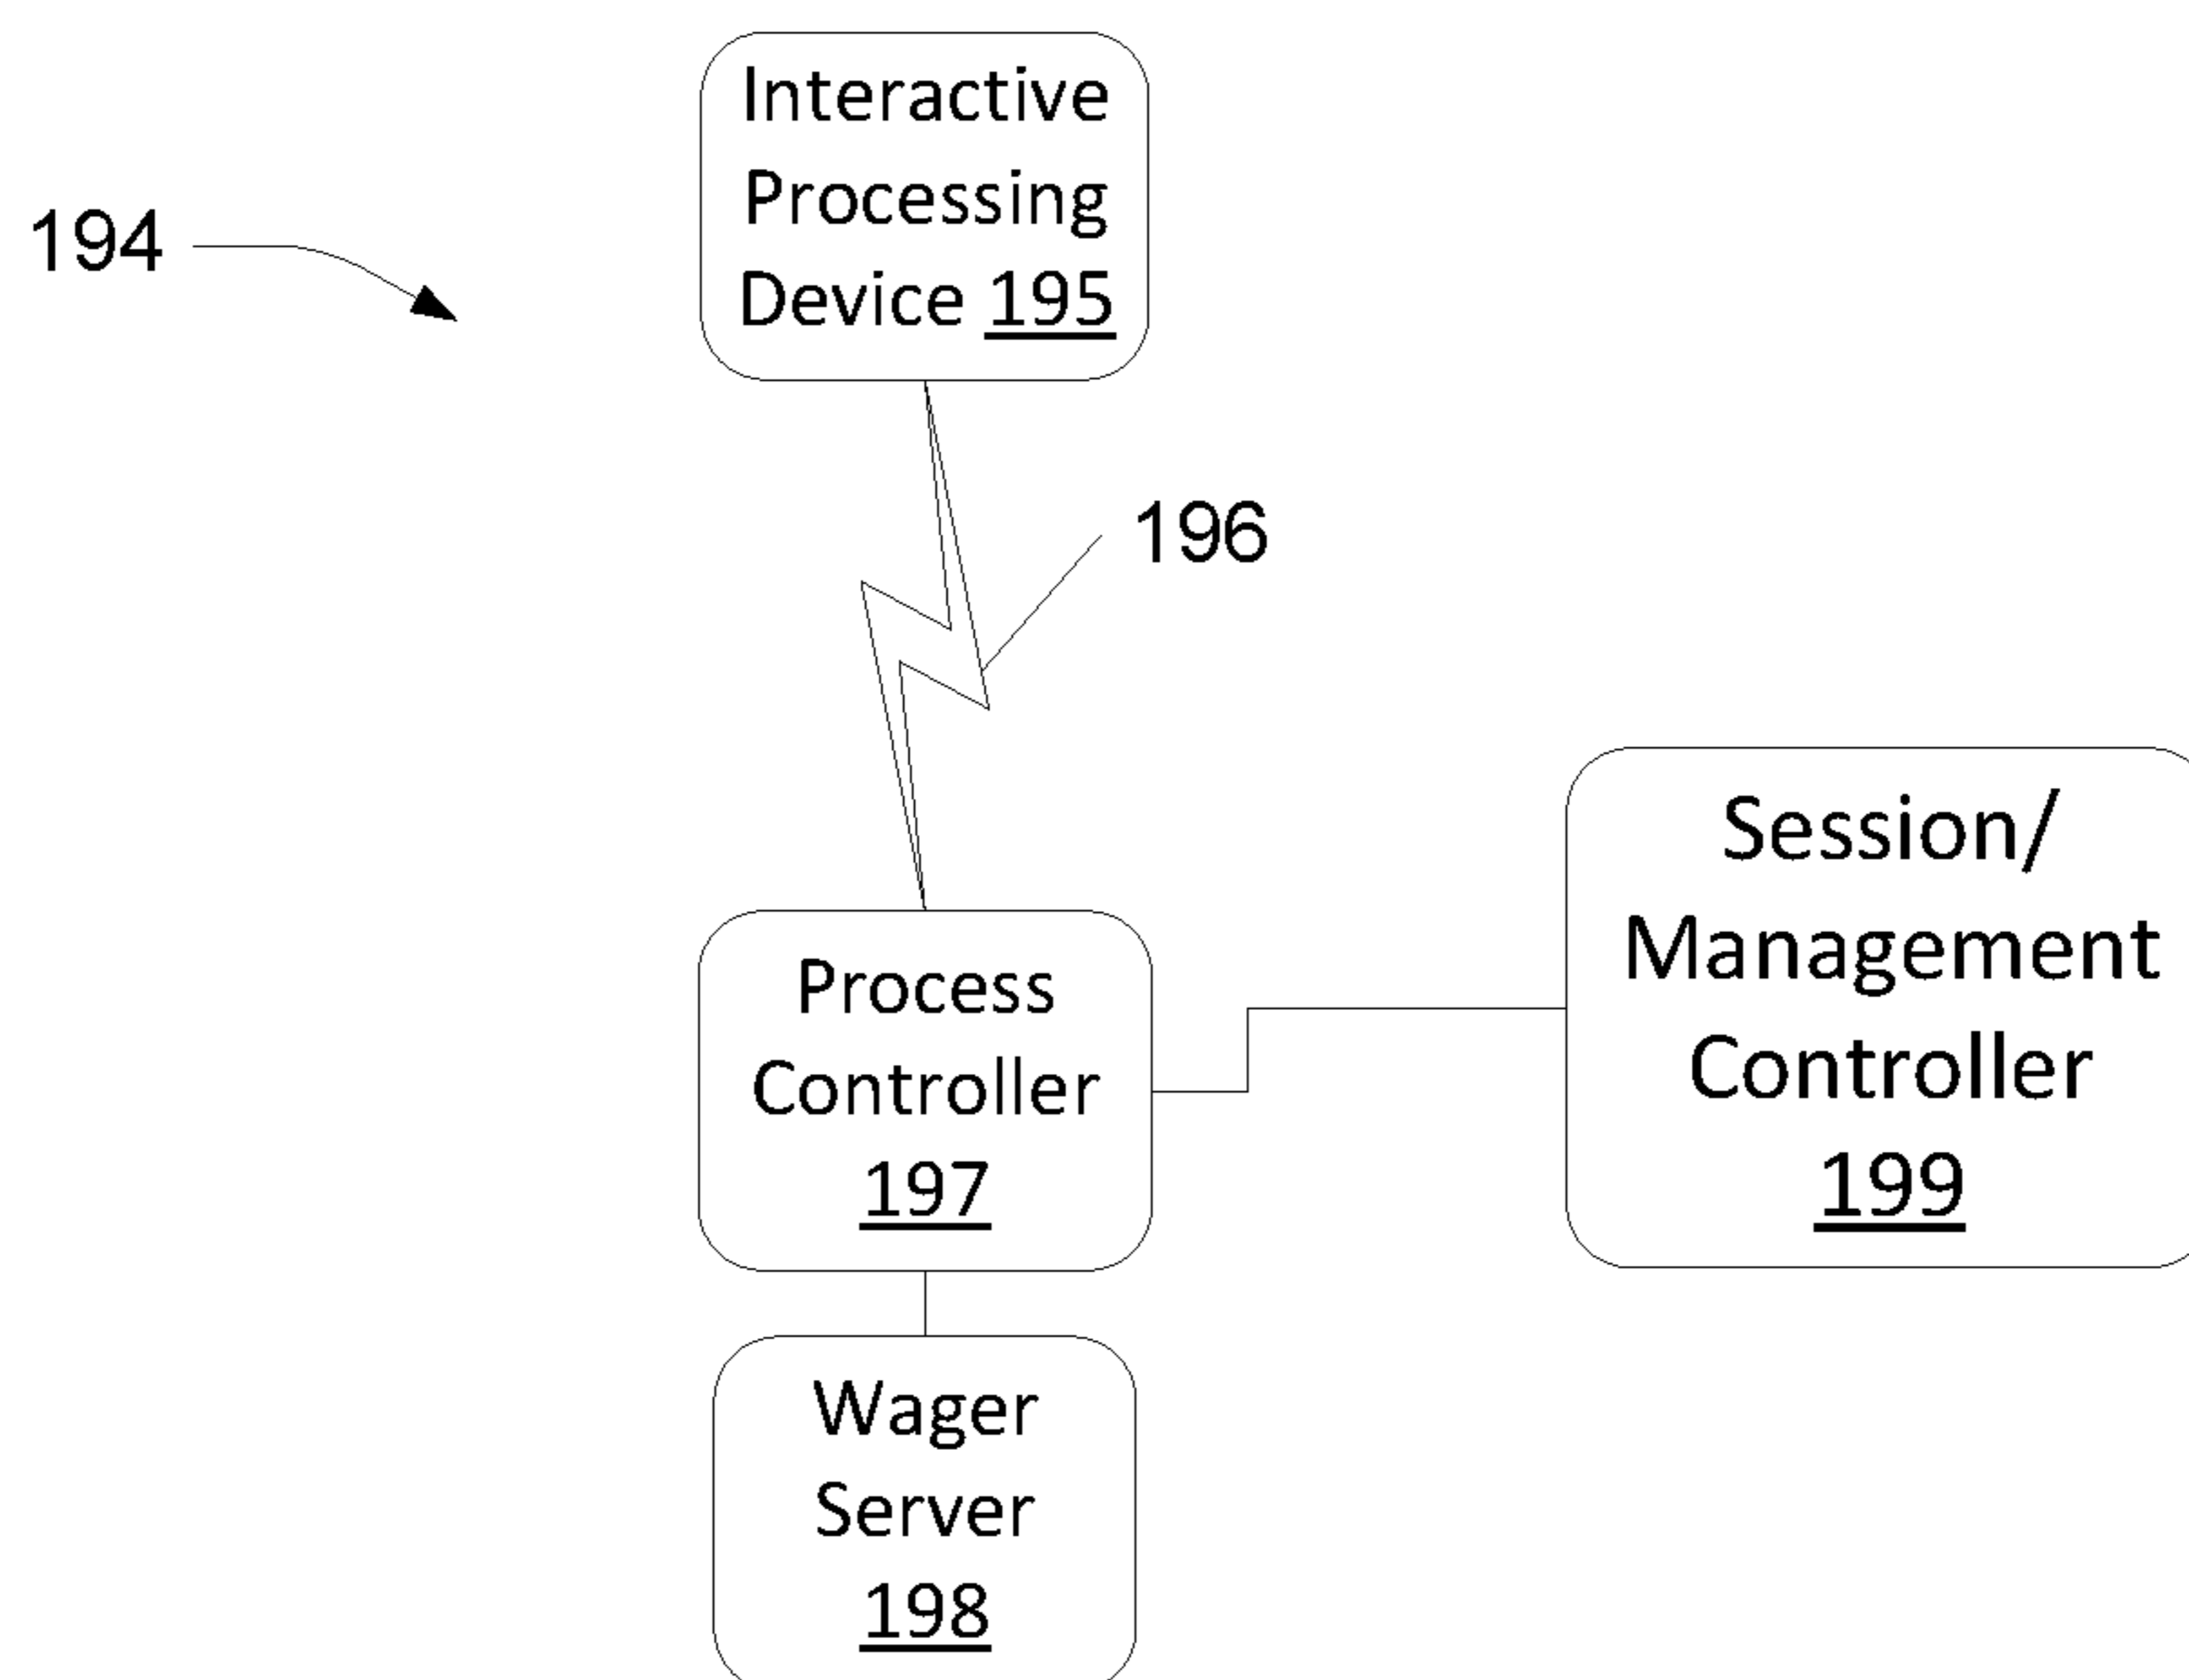 Interactive
Processing
Device 195
194
196
Process
Controller
197
Session/
Management
Controller
199
Wager
Server
198